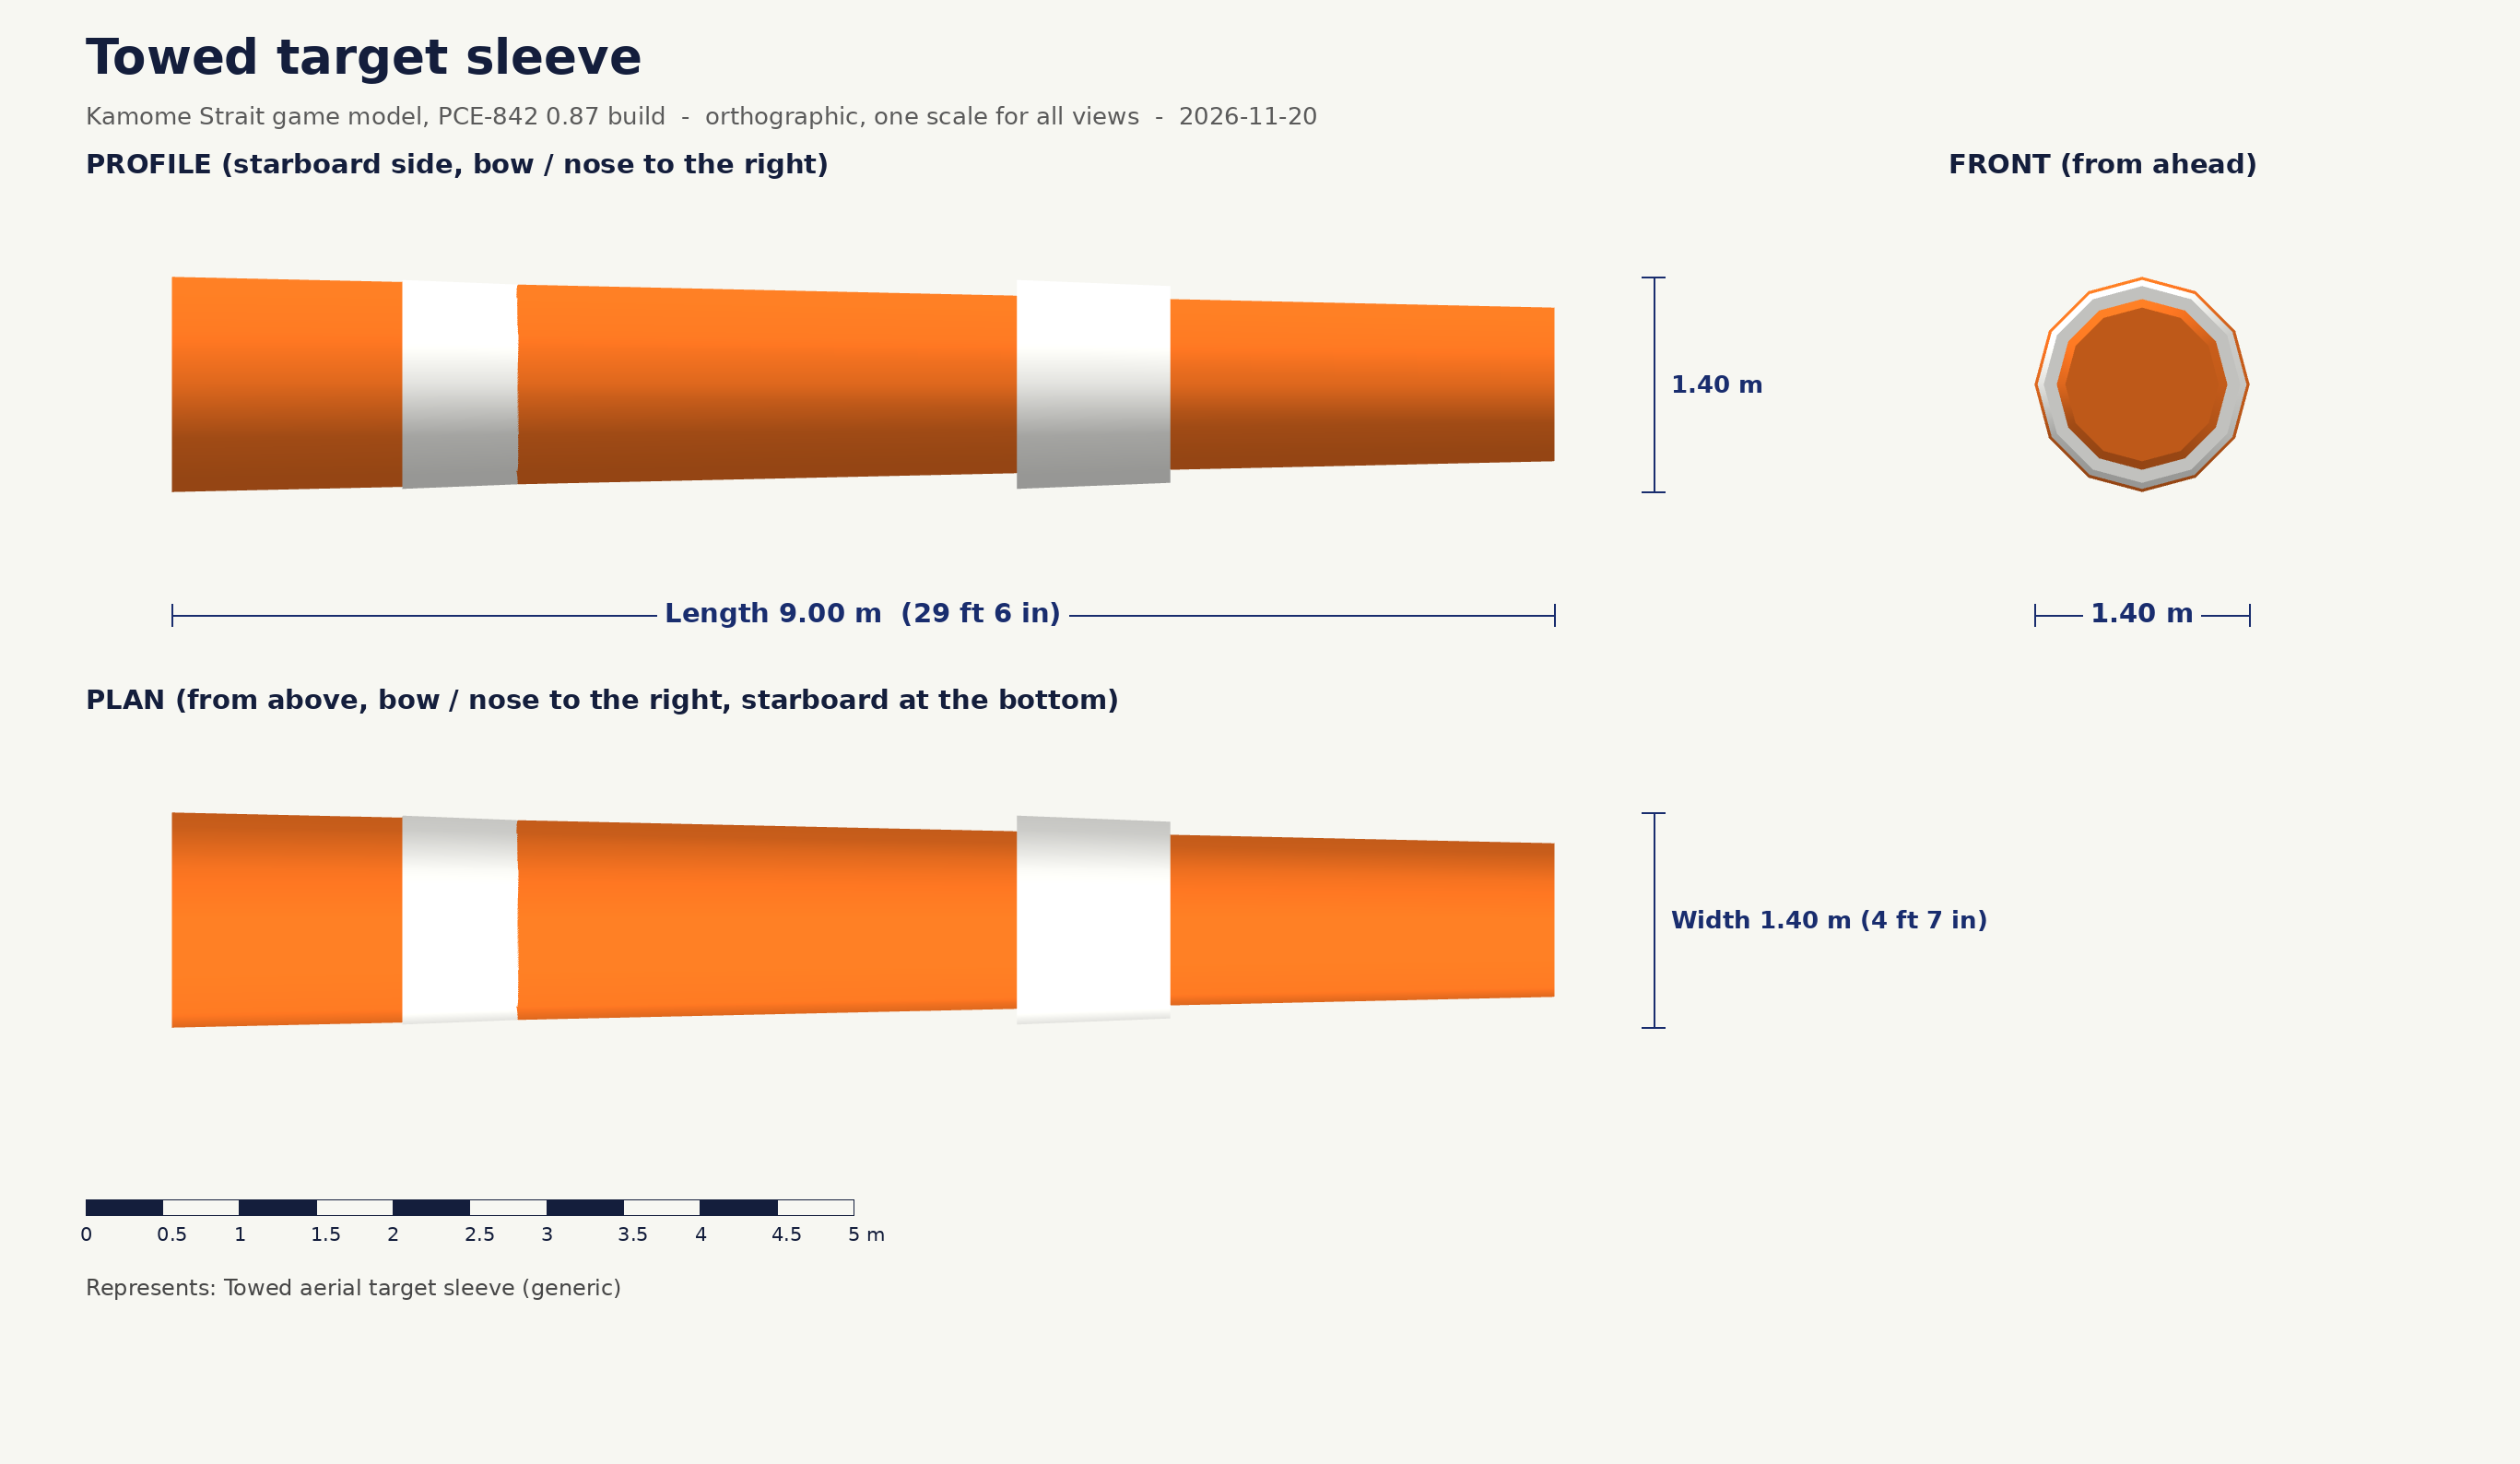 Towed target sleeve
Kamome Strait game model, PCE-842 0.87 build - orthographic, one scale for all views - 2026-11-20
PROFILE (starboard side, bow / nose to the right)
FRONT (from ahead)
1.40 m
Length 9.00 m (29 ft 6 in)
1.40 m
PLAN (from above, bow / nose to the right, starboard at the bottom)
Width 1.40 m (4 ft 7 in)
0 0.5 1 1.5 2 2.5 3 3.5 4 4.5 5 m
Represents: Towed aerial target sleeve (generic)